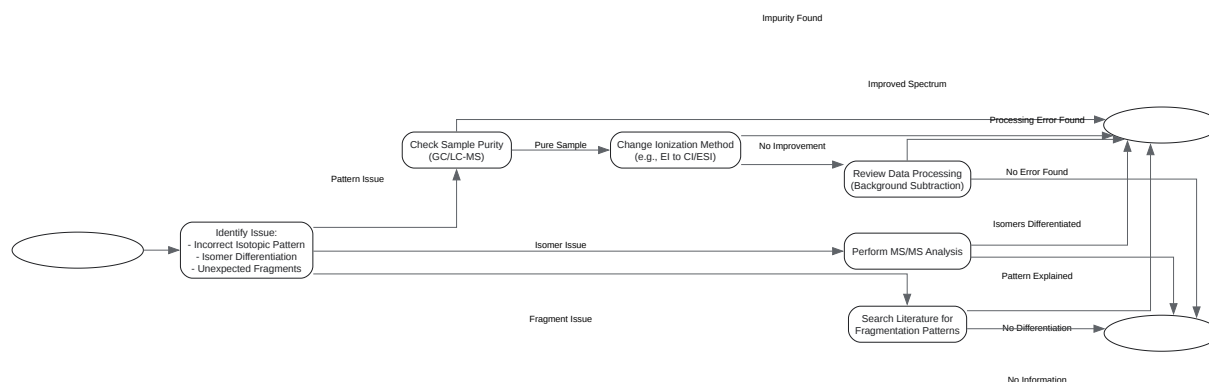 Impurity Found
Improved Spectrum
Processing Error Found
Check Sample Purity
(GC/LC-MS)
Pure Sample
Change Ionization Method
(e.g., EI to CI/ESI)
No Improvement
Review Data Processing
(Background Subtraction)
No Error Found
Pattern Issue
Identify Issue:
- Incorrect Isotopic Pattern
- Isomer Differentiation
- Unexpected Fragments
Isomer Issue
Perform MS/MS Analysis
Isomers Differentiated
Pattern Explained
Fragment Issue
Search Literature for
Fragmentation Patterns
No Differentiation
No Information